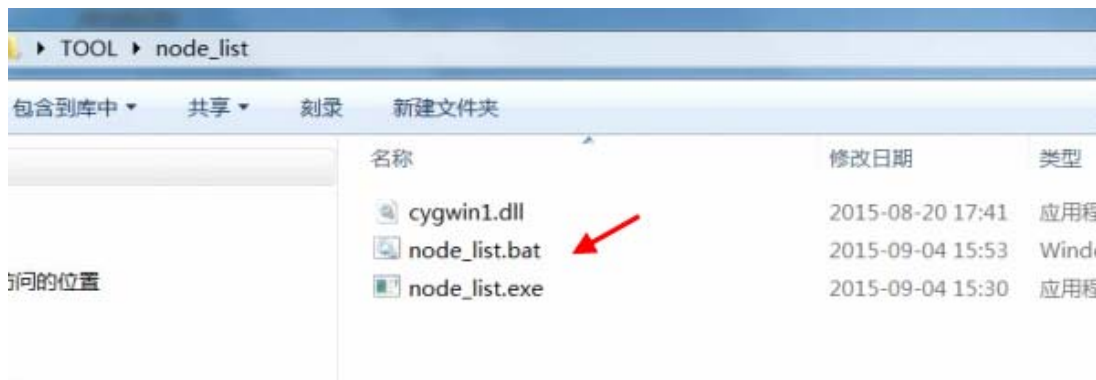 TOOL node_list
包含到库中 共享 刻录 新建文件夹
名称 修改日期 类型
cygwin1.dll 2015-08-20 17:41 应用程
node_list.bat 2015-09-04 15:53 Windo
访问的位置
node_list.exe 2015-09-04 15:30 应用程